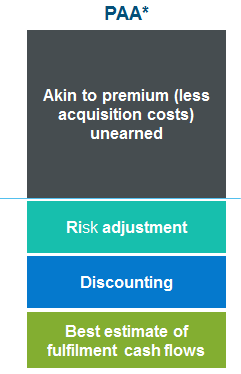 PAA*
Akin to premium (less
acquisition costs)
unearned
Risk adjustment
Discounting
Best estimate of
fulfilment cash flows